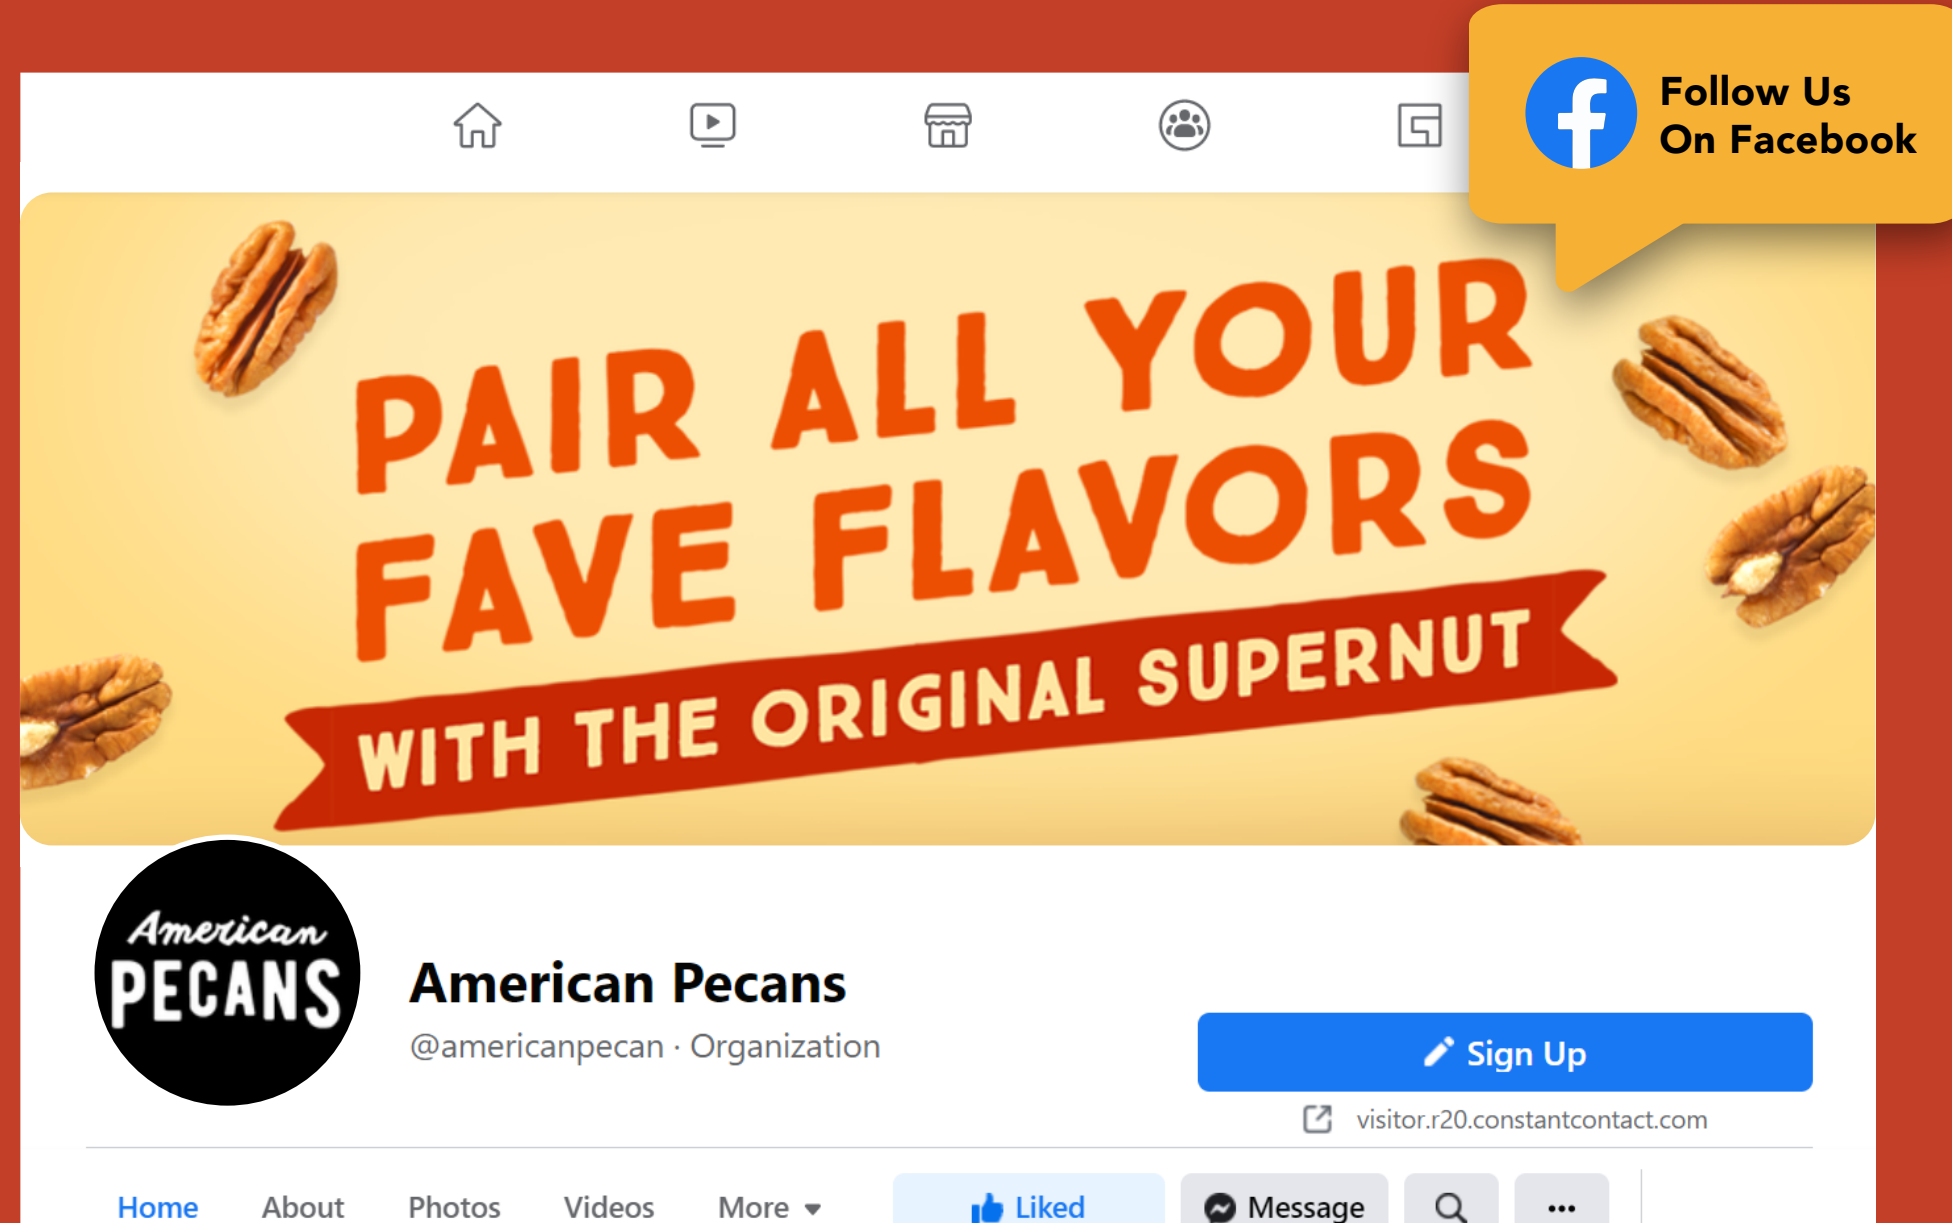 Follow Us
On Facebook
PAIR ALL YOUR
FAVE FLAVORS
WITH THE ORIGINAL SUPERNUT
American
PECANS
American Pecans
@americanpecan · Organization
Sign Up
visitor.r20.constantcontact.com
Home About Photos Videos More Liked Message